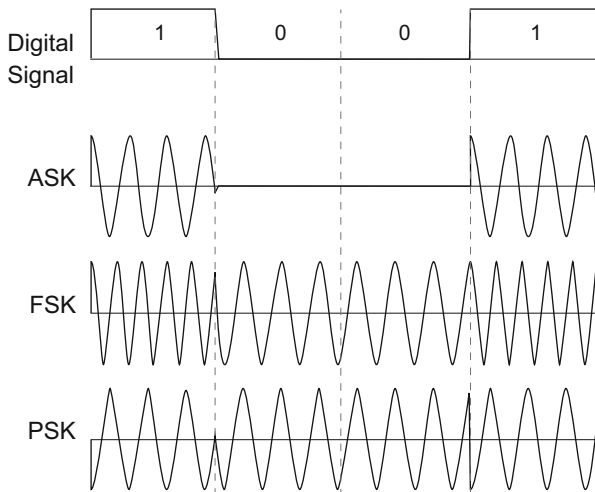 Digital
Signal
1 0 0 1
ASK
FSK
PSK